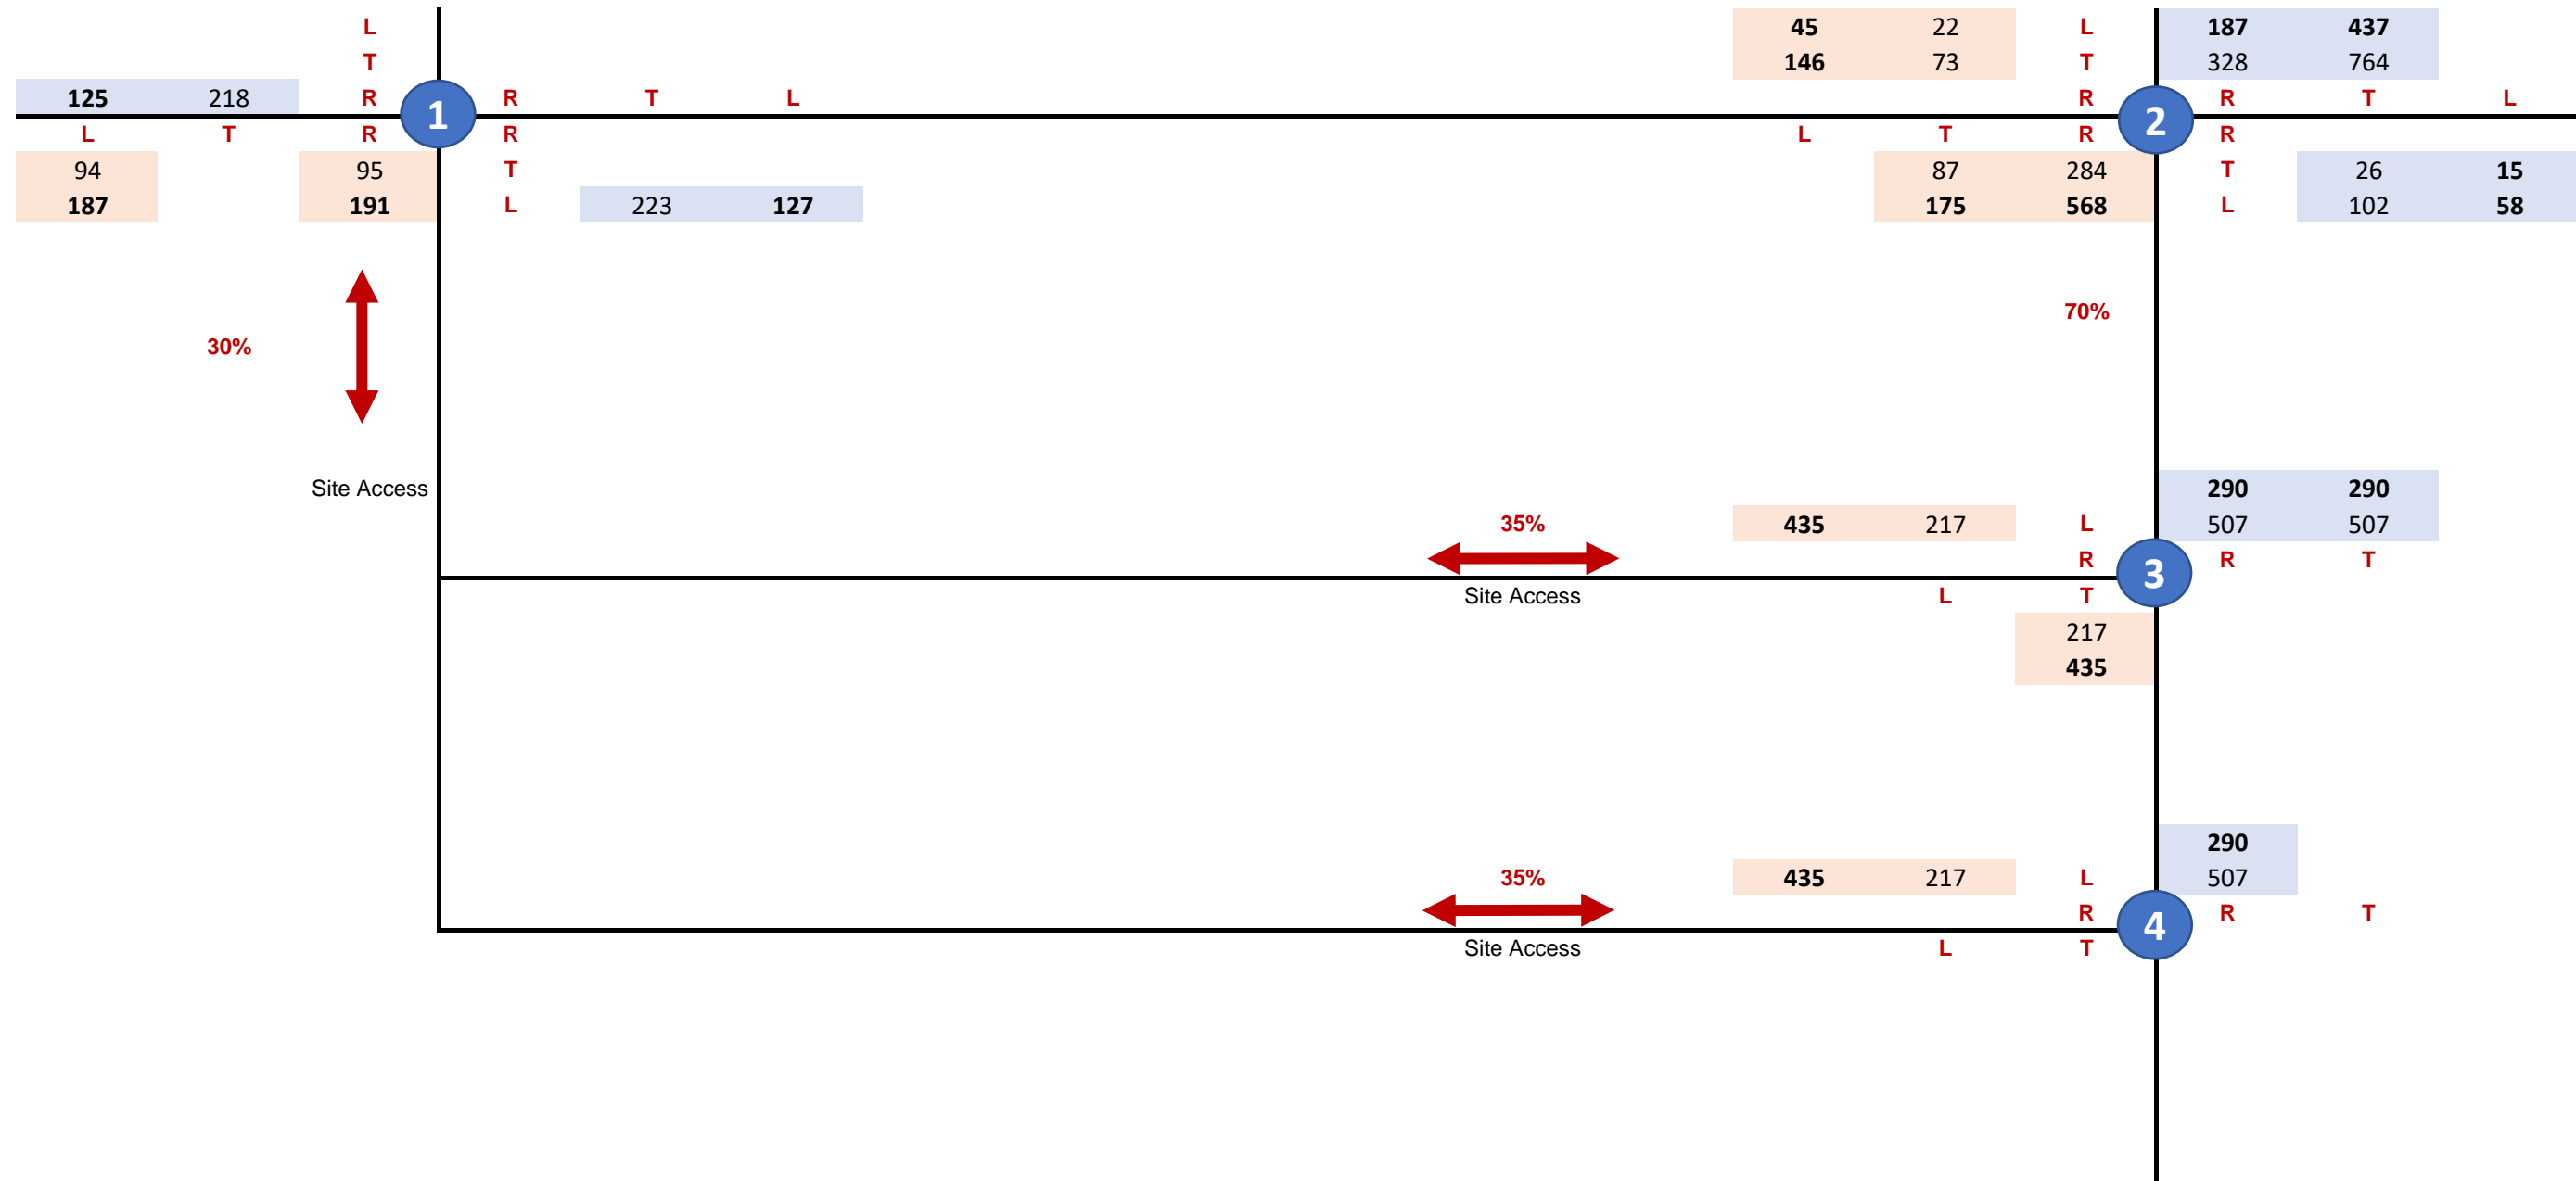 L 45 22 L 187 437
T 146 73 T 328 764
125 218 R R T L R R T L
1 2
L T R R L T R R
94 95 T 87 284 T 26 15
187 191 L 223 127 175 568 L 102 58
70%
30%
Site Access 290 290
35% 435 217 L 507 507
R R T
3
Site Access L T
217
435
290
35% 435 217 L 507
R R T
4
Site Access L T